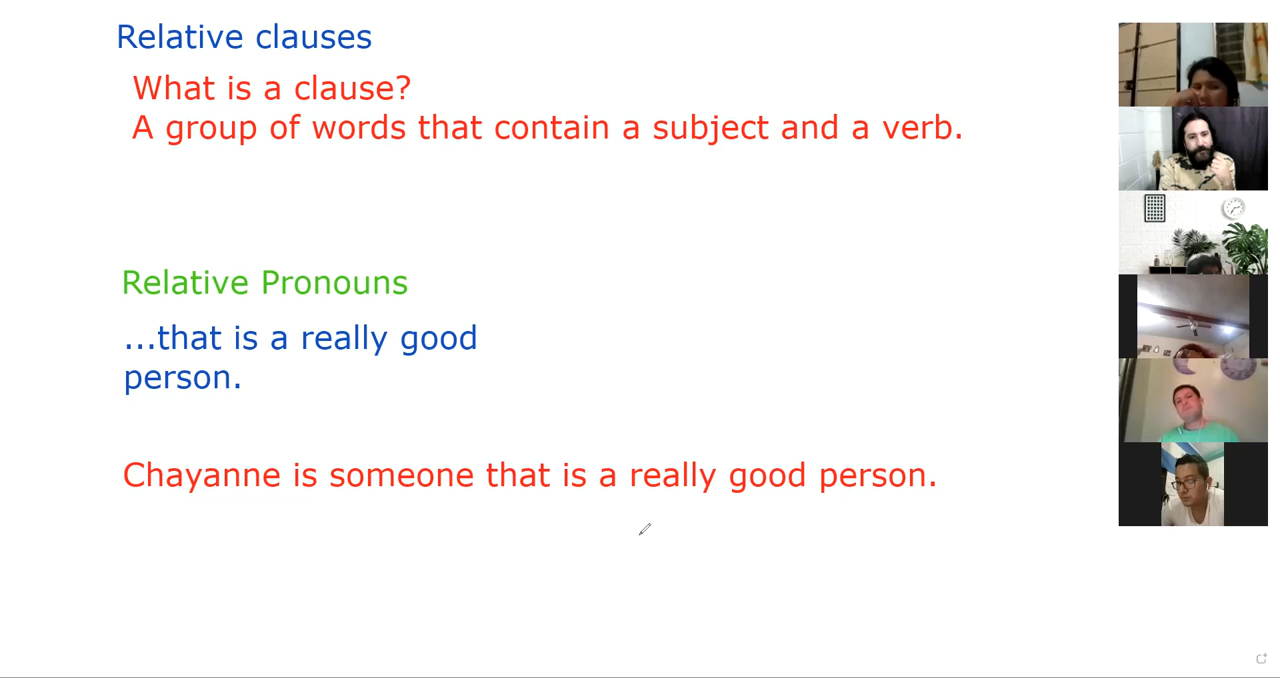 Relative clauses
What is a clause?
A group of words that contain a subject and a verb.
Relative Pronouns
...that is a really good
person.
Chayanne is someone that is a really good person.